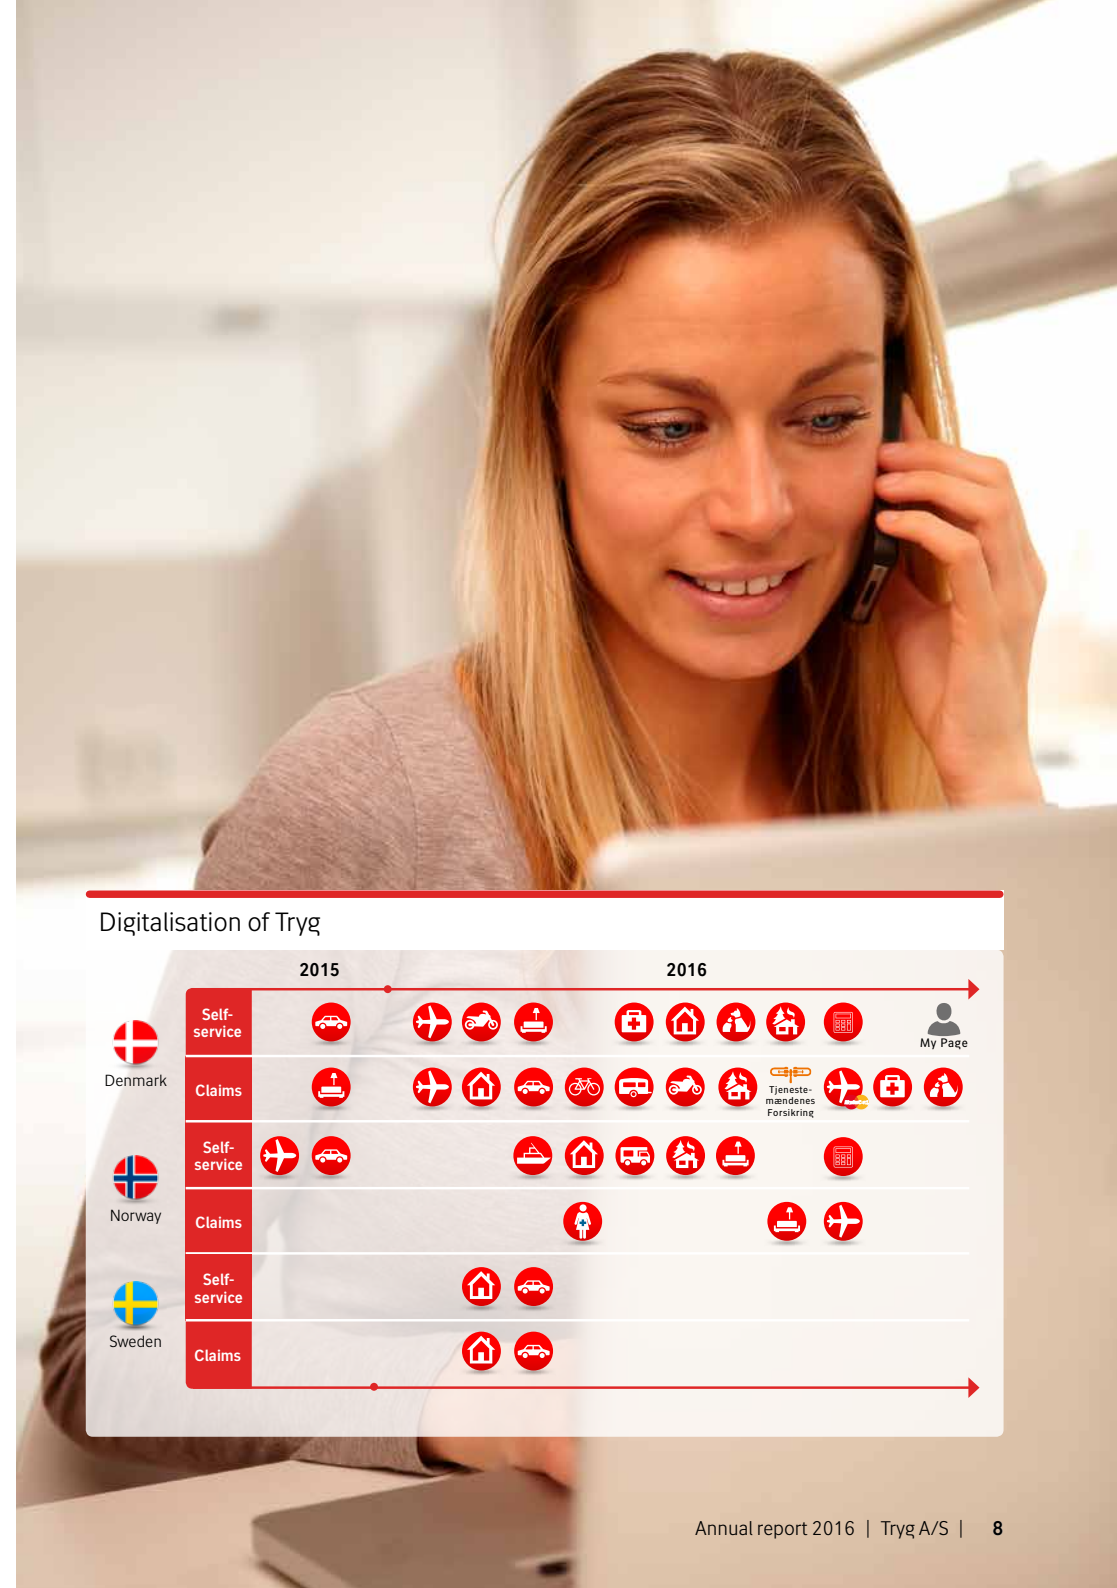 Digitalisation of Tryg
2015
2016
Denmark
Self-
service
My Page
Claims
Tjeneste-
mændenes
Forsikring
Norway
Self-
service
Claims
Sweden
Self-
service
Claims
Annual report 2016 | Tryg A/S | 8